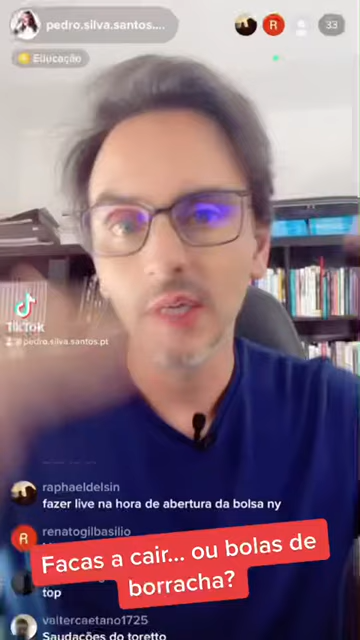 pedro.silva.santos....
R
33
Educação
TikTok
@pedro.silva.santos.pt
raphaeldelsin
fazer live na hora de abertura da bolsa ny
R
renatogilbasilio
Facas a cair... ou bolas de
borracha?
top
valtercaetano1725
Saudações do toretto